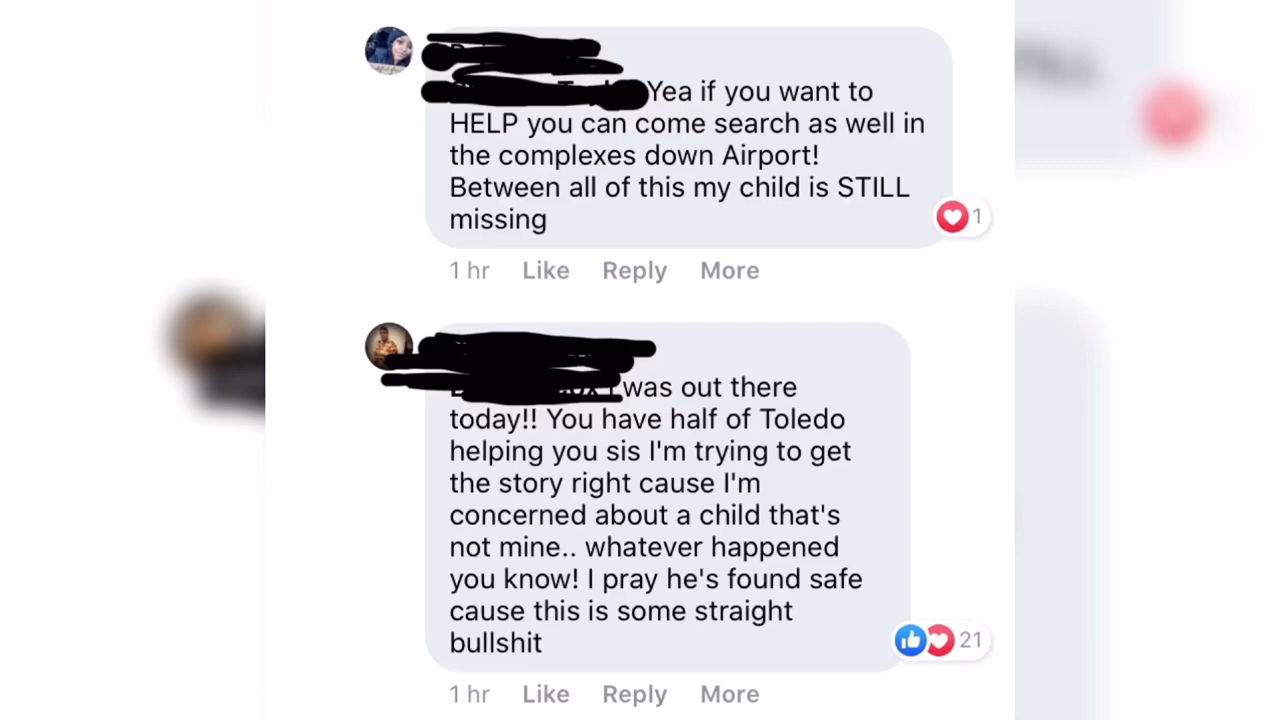 Yea if you want to
HELP you can come search as well in
the complexes down Airport!
Between all of this my child is STILL
missing
1
1 hr Like Reply More
was out there
today!! You have half of Toledo
helping you sis I'm trying to get
the story right cause I'm
concerned about a child that's
not mine.. whatever happened
you know! I pray he's found safe
cause this is some straight
bullshit
21
1 hr Like Reply More